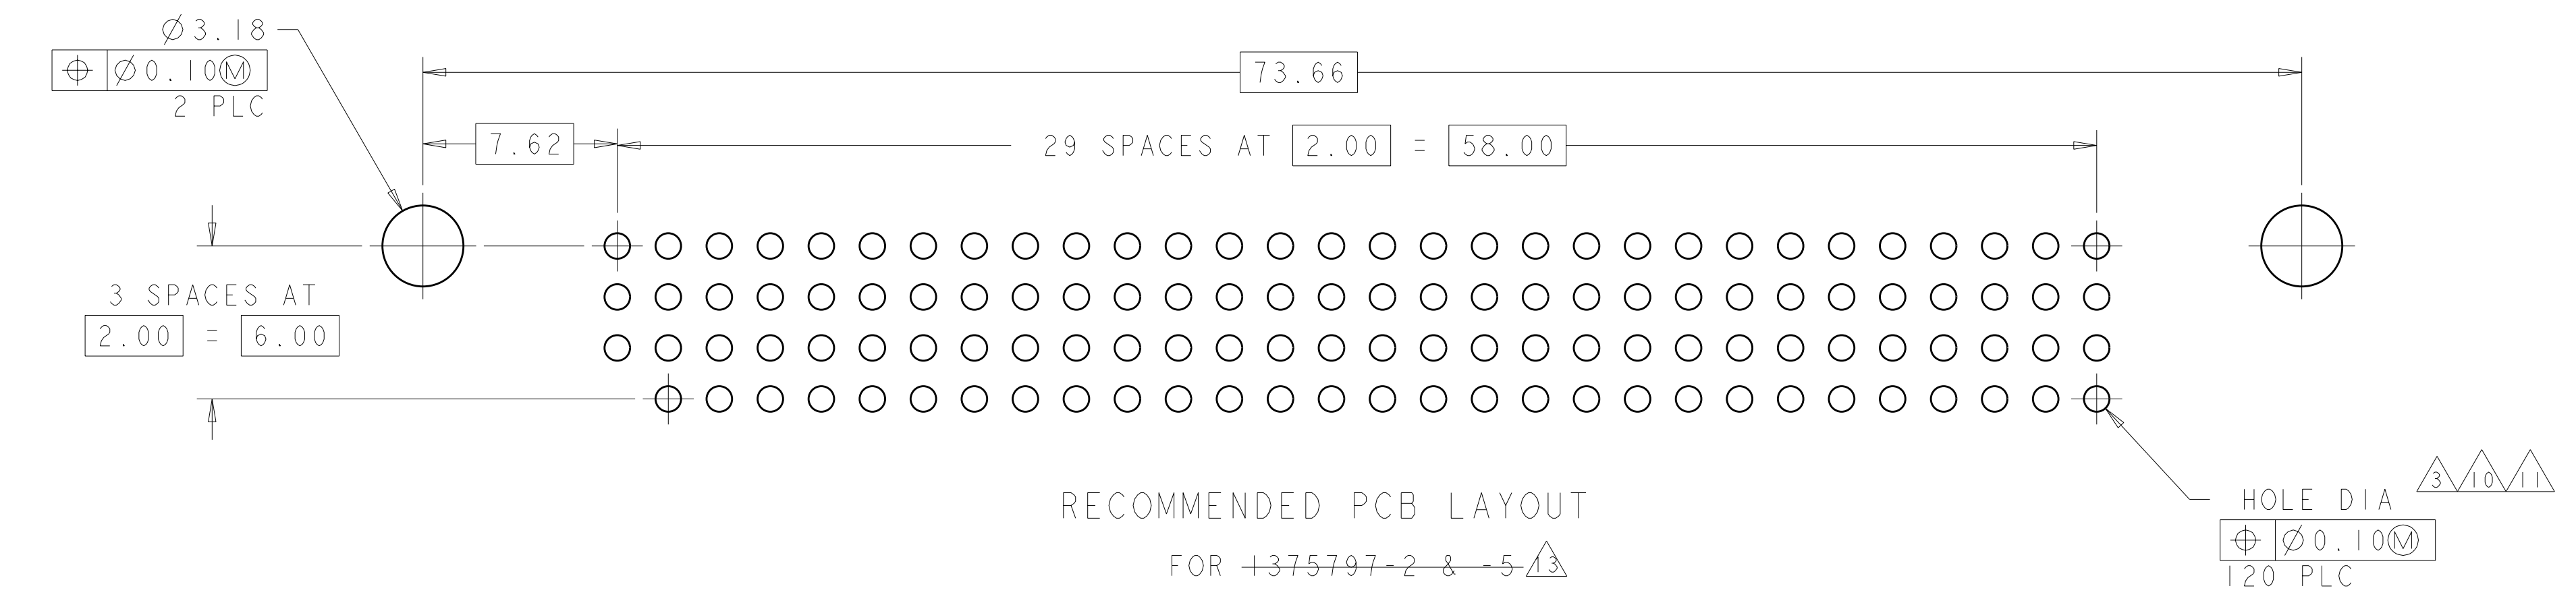 Ø3.18
⌖ Ø0.10Ⓜ
2 PLC
73.66
7.62
29 SPACES AT 2.00 = 58.00
3 SPACES AT
2.00 = 6.00
3 10 11
HOLE DIA
⌖ Ø0.10Ⓜ
120 PLC
RECOMMENDED PCB LAYOUT
FOR 1375797-2 & -5 13